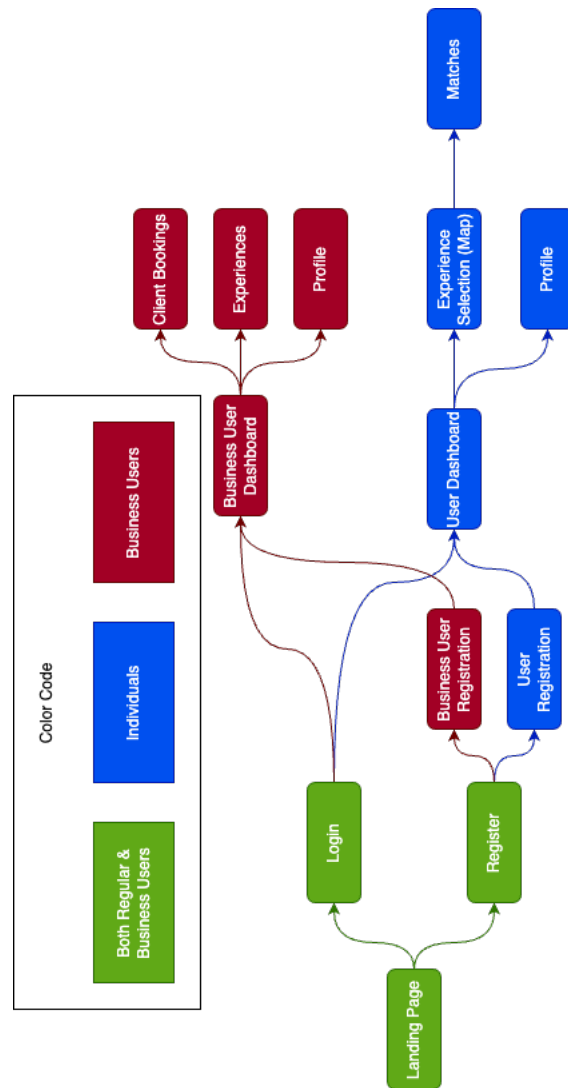 Color Code
Both Regular &
Business Users
Individuals
Business Users
Landing Page
Login
Register
Business User
Registration
User
Registration
Business User
Dashboard
User Dashboard
Client Bookings
Experiences
Profile
Experience
Selection (Map)
Profile
Matches